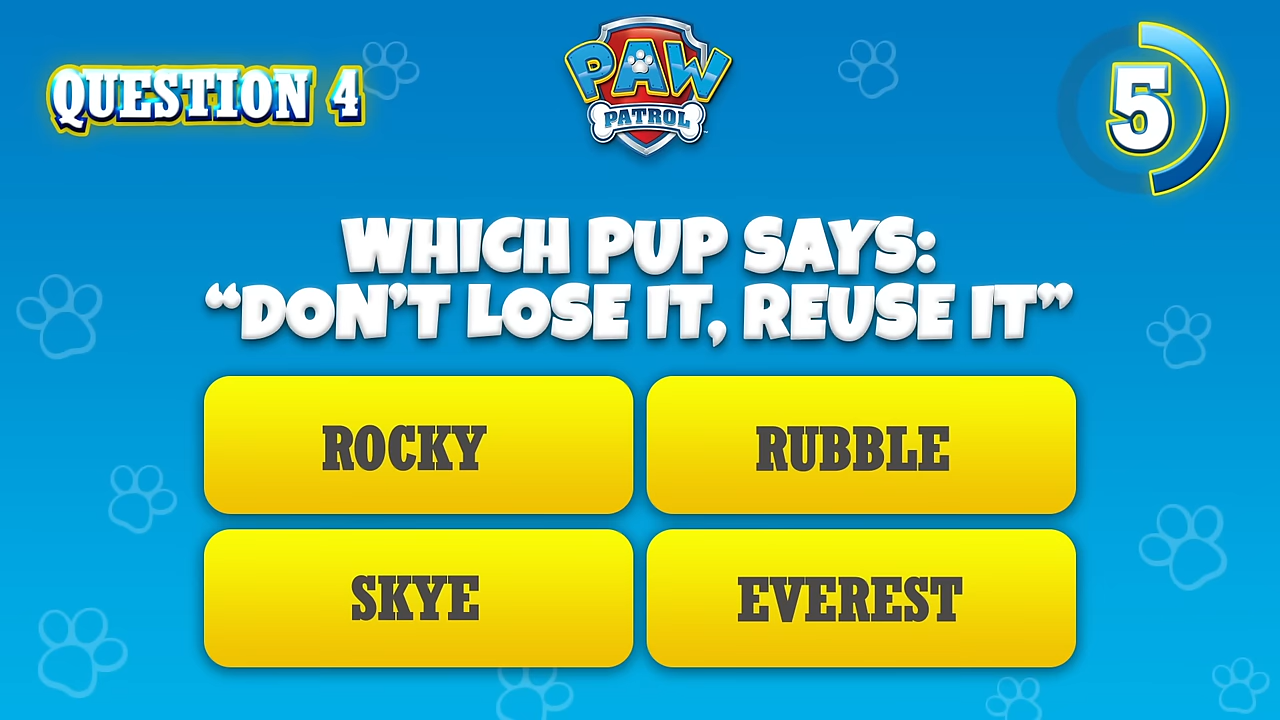 QUESTION 4
PAW
PATROL
5
WHICH PUP SAYS:
“DON’T LOSE IT, REUSE IT”
ROCKY
RUBBLE
SKYE
EVEREST